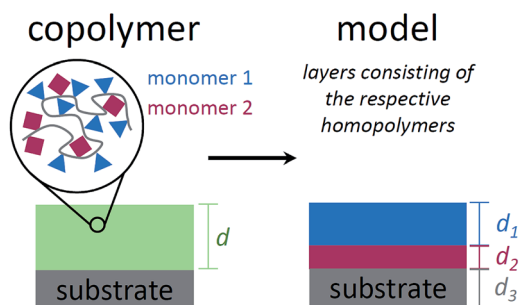 copolymer
monomer 1
monomer 2
d
substrate
model
layers consisting of
the respective
homopolymers
d1
d2
d3
substrate